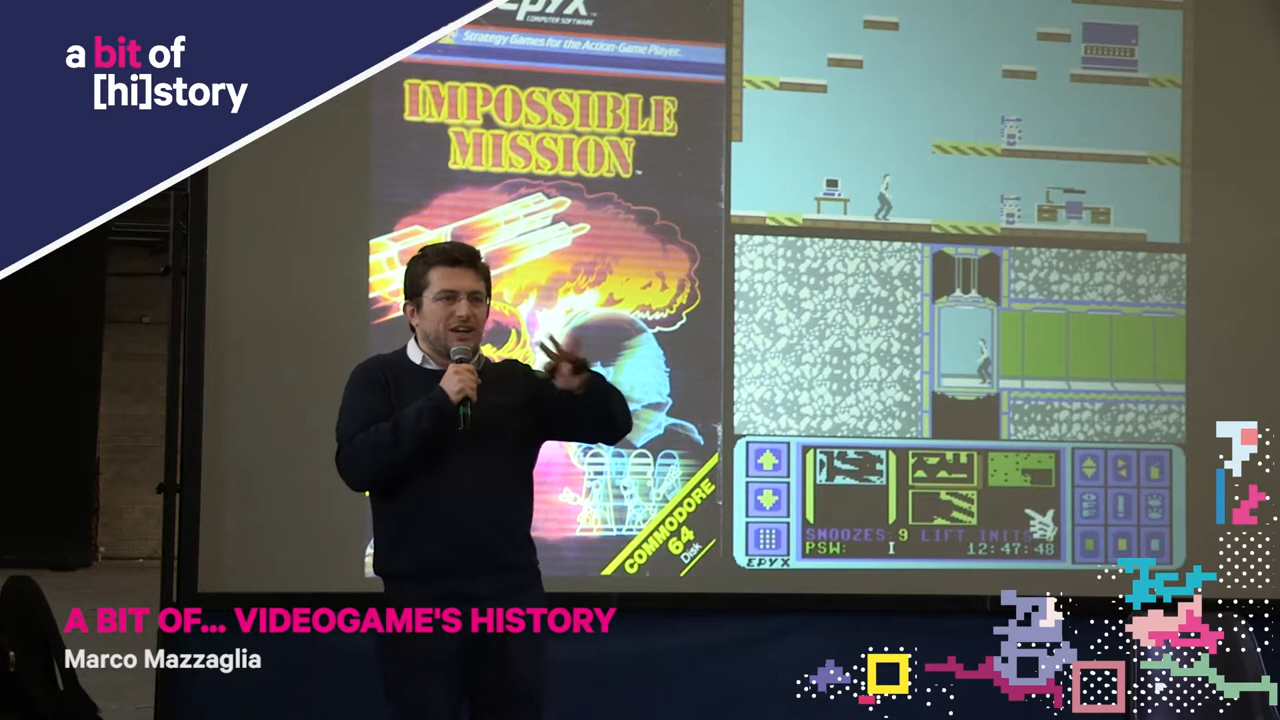 a bit of
[hi]story
epyx
COMPUTER SOFTWARE
Strategy Games for the Action-Game Player.
IMPOSSIBLE
MISSION
COMMODORE
64
Disk
SNOOZES: 9 LIFT INITS
PSW: 12:47:48
EPYX
A BIT OF... VIDEOGAME'S HISTORY
Marco Mazzaglia